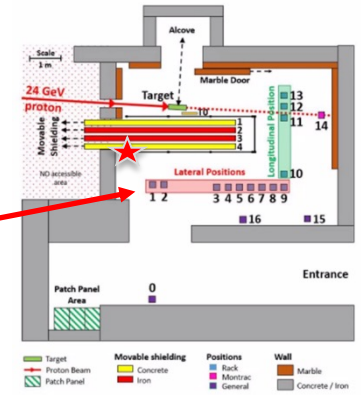 Alcove
Scale
1 m.
Marble Door
24 GeV
proton
Target
10
13
12
11
14
Movable
Shielding
1
2
3
4
Longitudinal Position
NO accessible
area
10
Lateral Positions
1 2
3 4 5 6 7 8 9
16
15
Entrance
0
Patch Panel
Area
Target
Proton Beam
Patch Panel
Movable shielding
Concrete
Iron
Positions
Rack
Montrac
General
Wall
Marble
Concrete / Iron